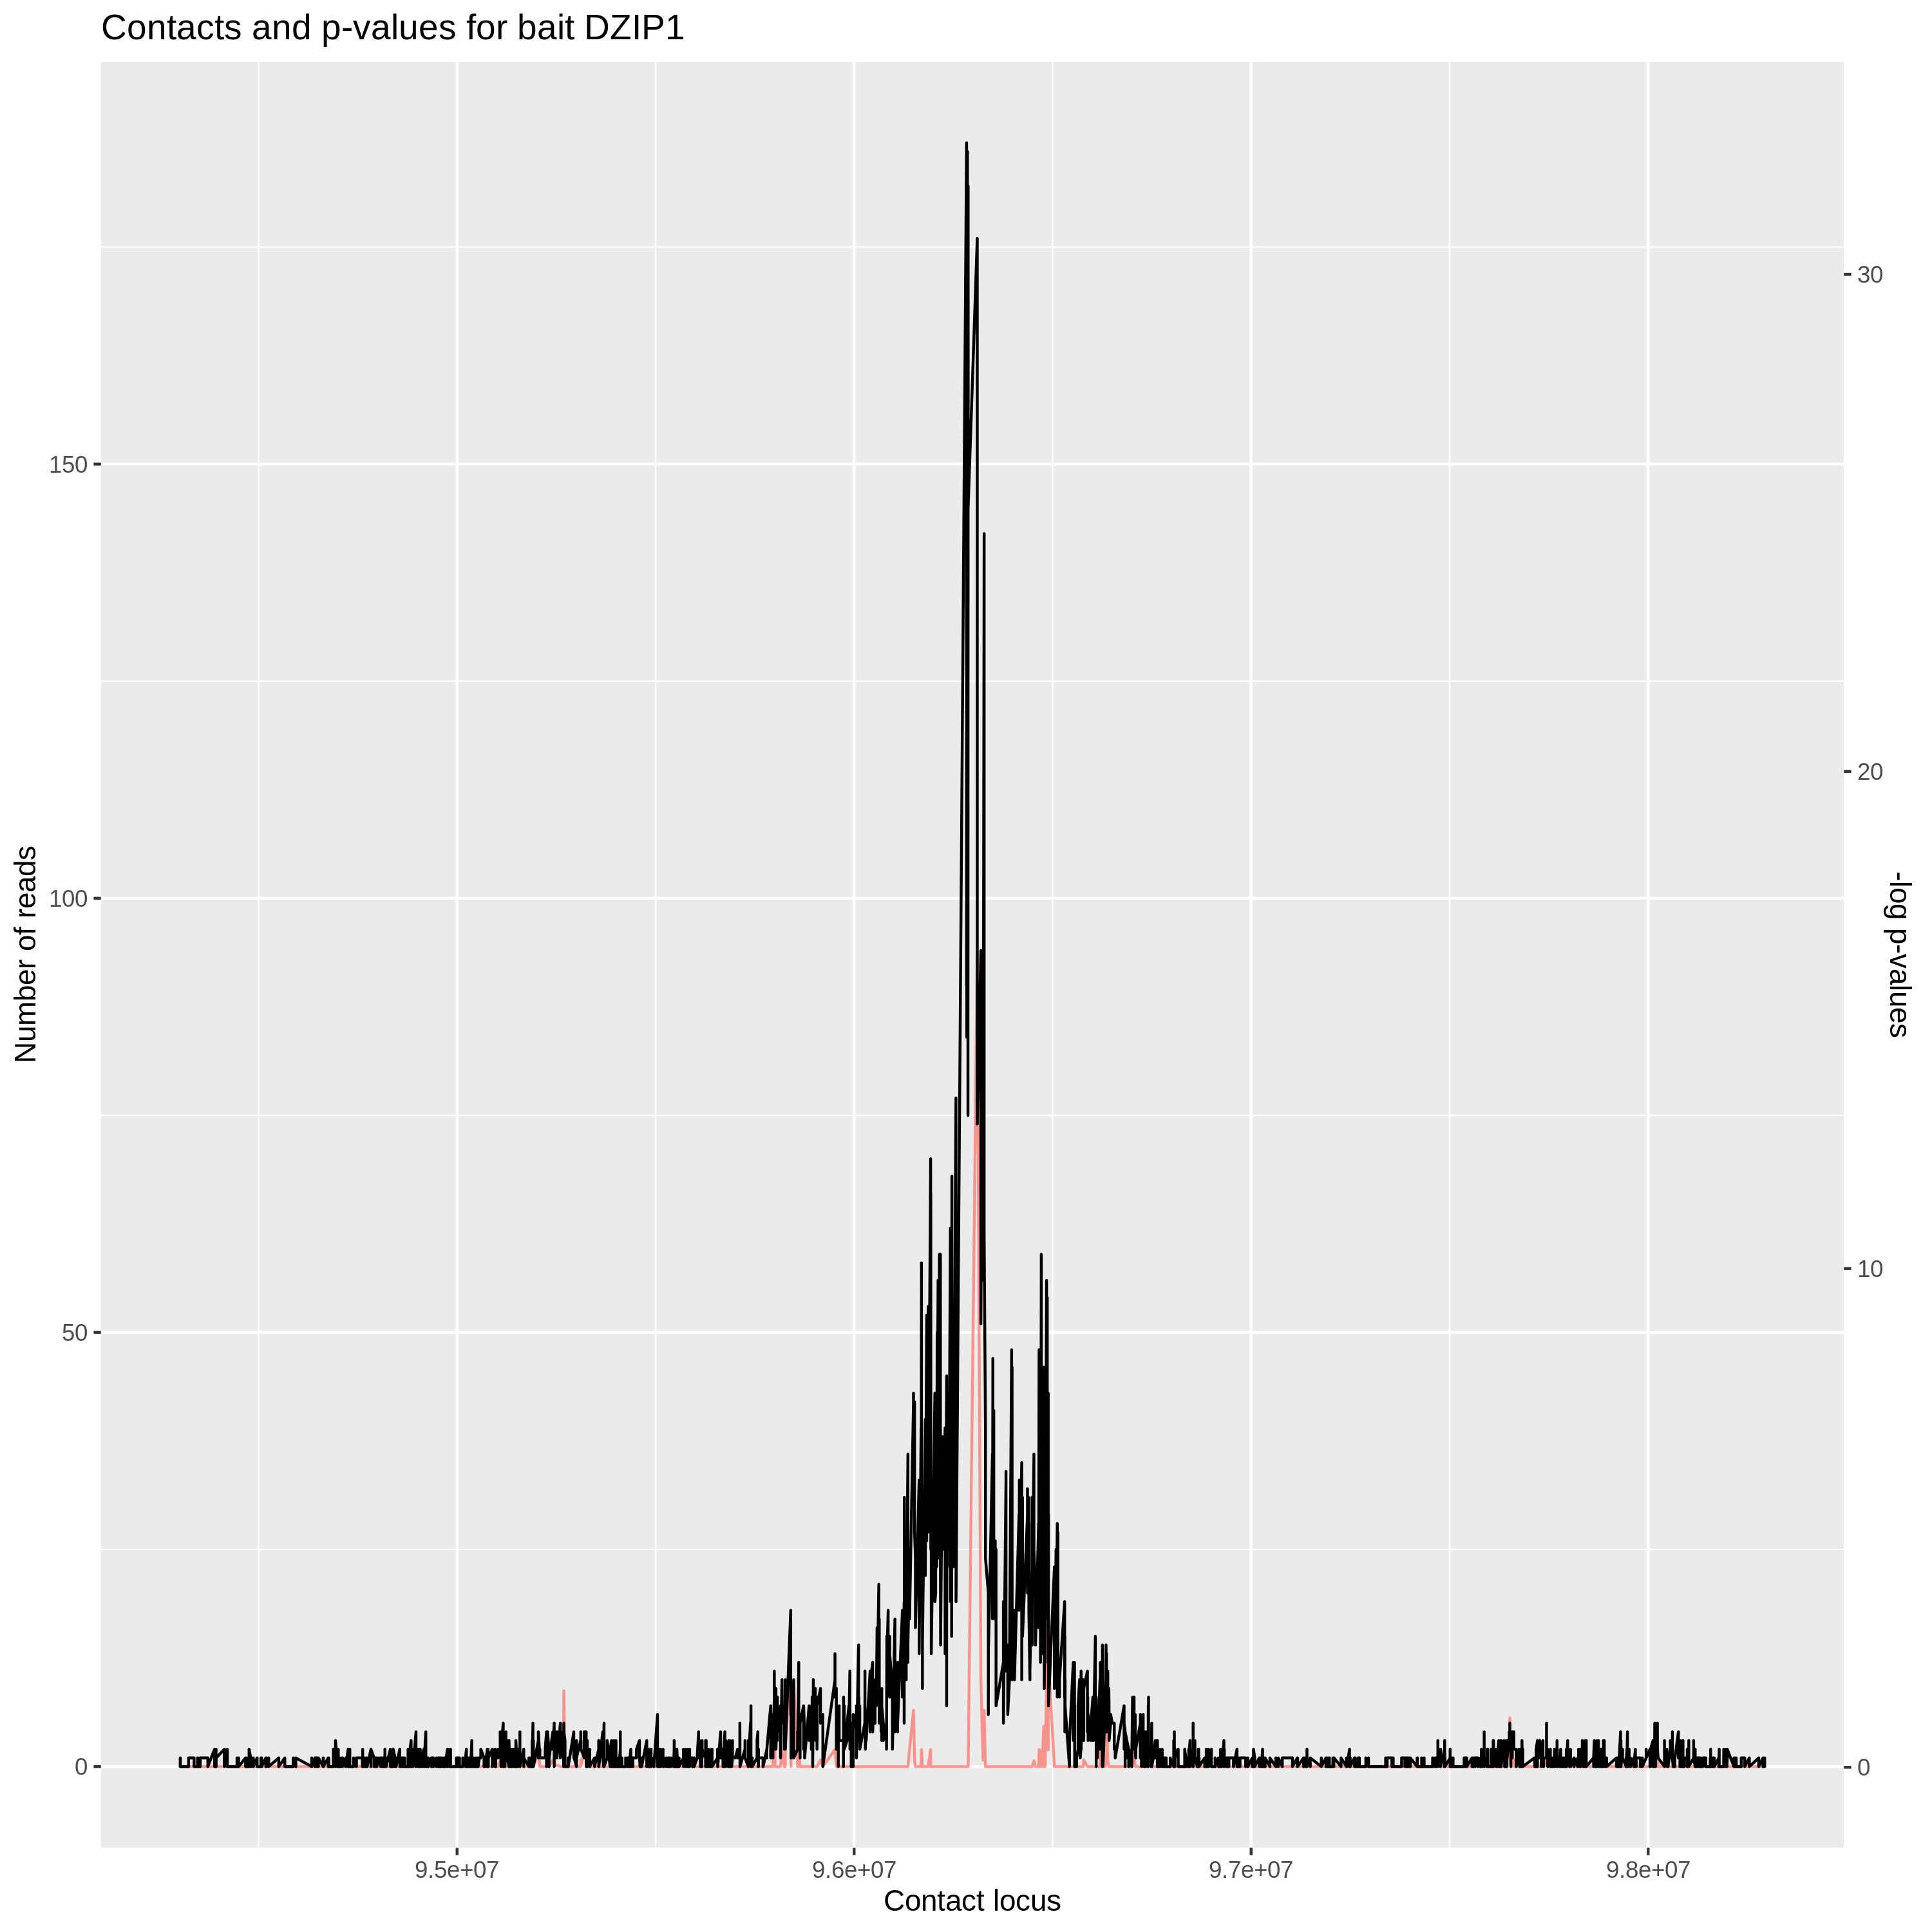 Contacts and p-values for bait DZIP1
Number of reads
150
100
50
0
30
20
10
0
-log p-values
9.5e+07
9.6e+07
9.7e+07
9.8e+07
Contact locus